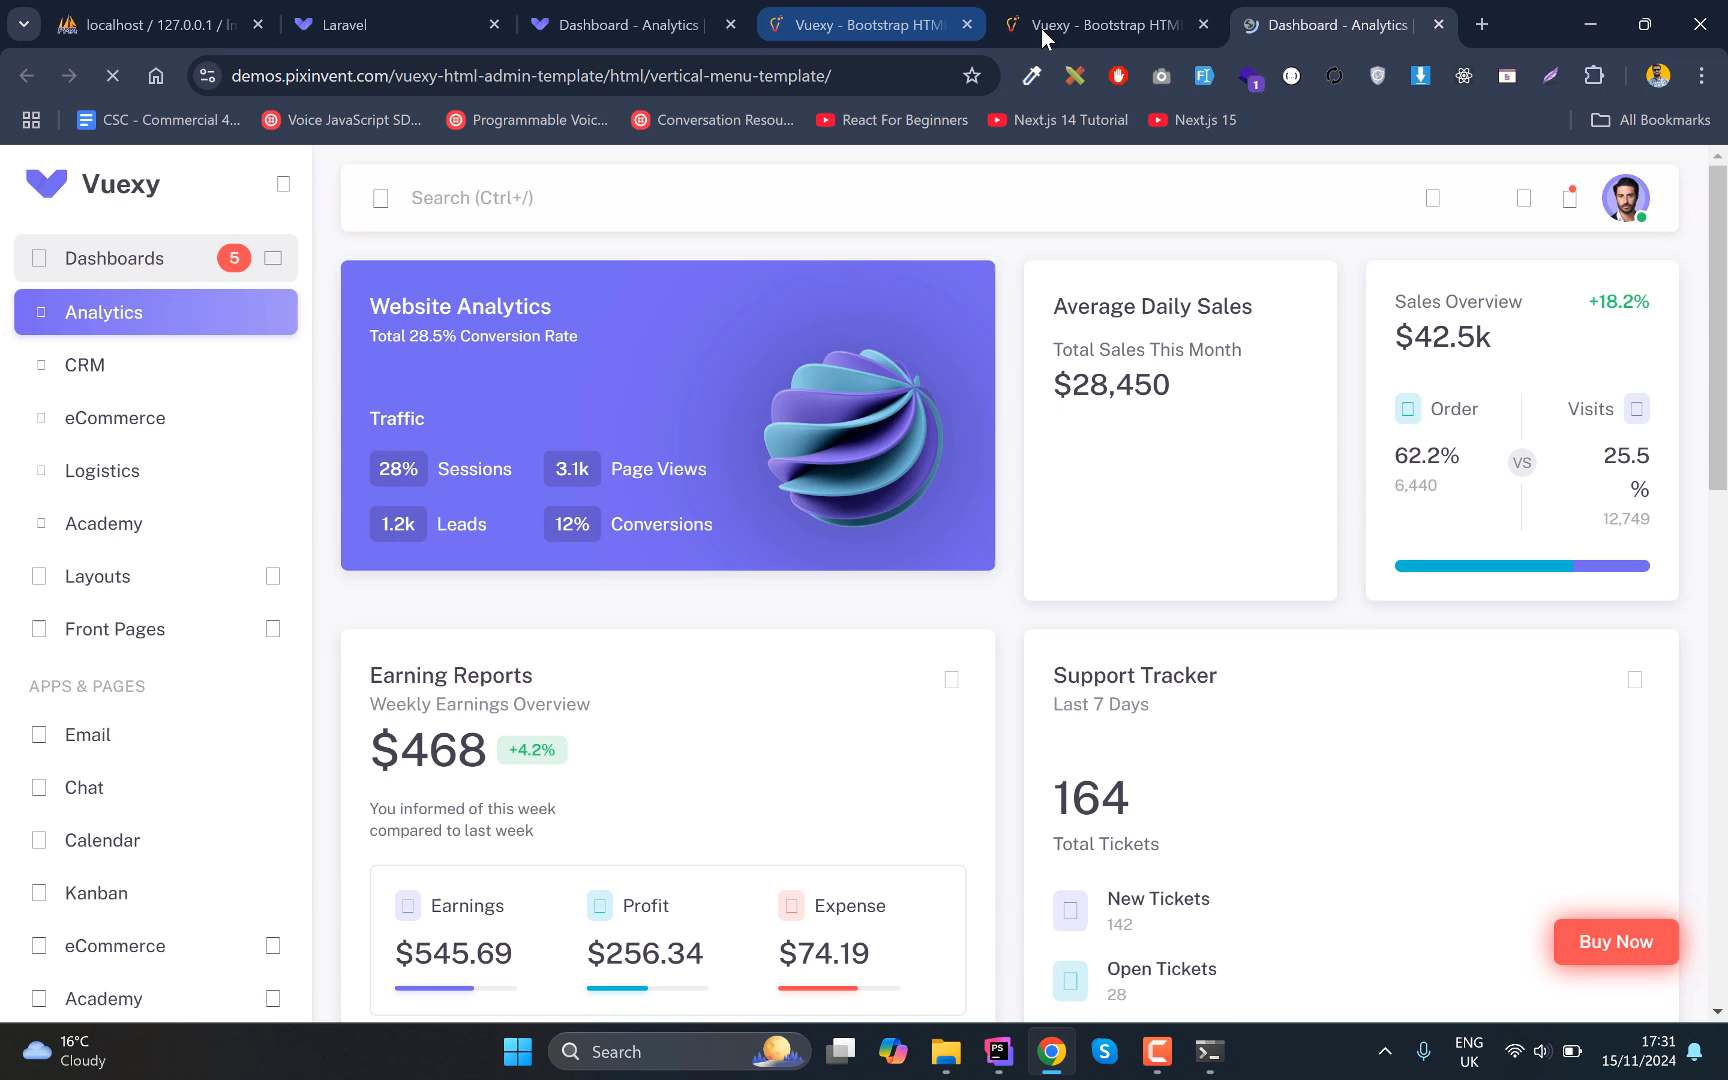 localhost / 127.0.0.1 / Im
Laravel
Dashboard - Analytics |
Vuexy - Bootstrap HTML
Vuexy - Bootstrap HTML
Dashboard - Analytics |
demos.pixinvent.com/vuexy-html-admin-template/html/vertical-menu-template/
1
CSC - Commercial 4...
Voice JavaScript SD...
Programmable Voic...
Conversation Resou...
React For Beginners
Next.js 14 Tutorial
Next.js 15
All Bookmarks
Vuexy
Search (Ctrl+/)
Dashboards
5
Analytics
CRM
eCommerce
Logistics
Academy
Layouts
Front Pages
APPS & PAGES
Email
Chat
Calendar
Kanban
eCommerce
Academy
Website Analytics
Total 28.5% Conversion Rate
Traffic
28% Sessions
3.1k Page Views
1.2k Leads
12% Conversions
Average Daily Sales
Total Sales This Month
$28,450
Sales Overview
+18.2%
$42.5k
Order
Visits
62.2%
6,440
VS
25.5
%
12,749
Earning Reports
Weekly Earnings Overview
$468
+4.2%
You informed of this week
compared to last week
Earnings
$545.69
Profit
$256.34
Expense
$74.19
Support Tracker
Last 7 Days
164
Total Tickets
New Tickets
142
Open Tickets
28
Buy Now
16°C
Cloudy
Search
PS
ENG
UK
17:31
15/11/2024